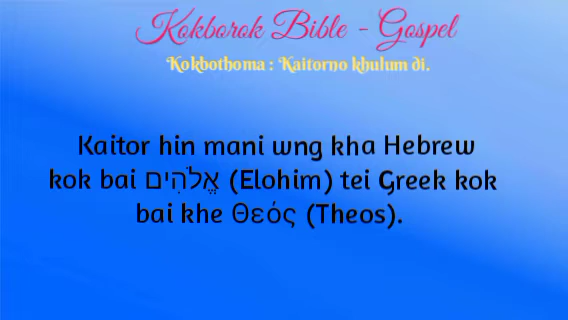 Kokborok Bible - Gospel
Kokbothoma : Kaitorno khulum di.
Kaitor hin mani wng kha Hebrew
kok bai אֱלֹהִים (Elohim) tei Greek kok
bai khe Θεός (Theos).